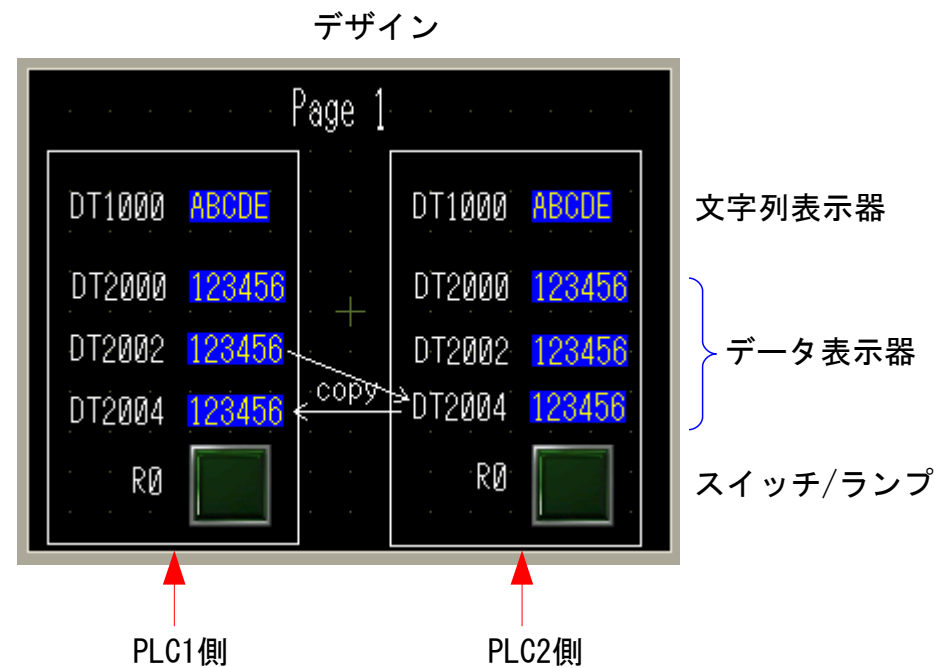 デザイン
Page 1
DT1000 ABCDE
DT1000 ABCDE
文字列表示器
DT2000 123456
DT2000 123456
DT2002 123456
DT2002 123456
データ表示器
copy
DT2004 123456
DT2004 123456
R0
R0
スイッチ/ランプ
PLC1側
PLC2側